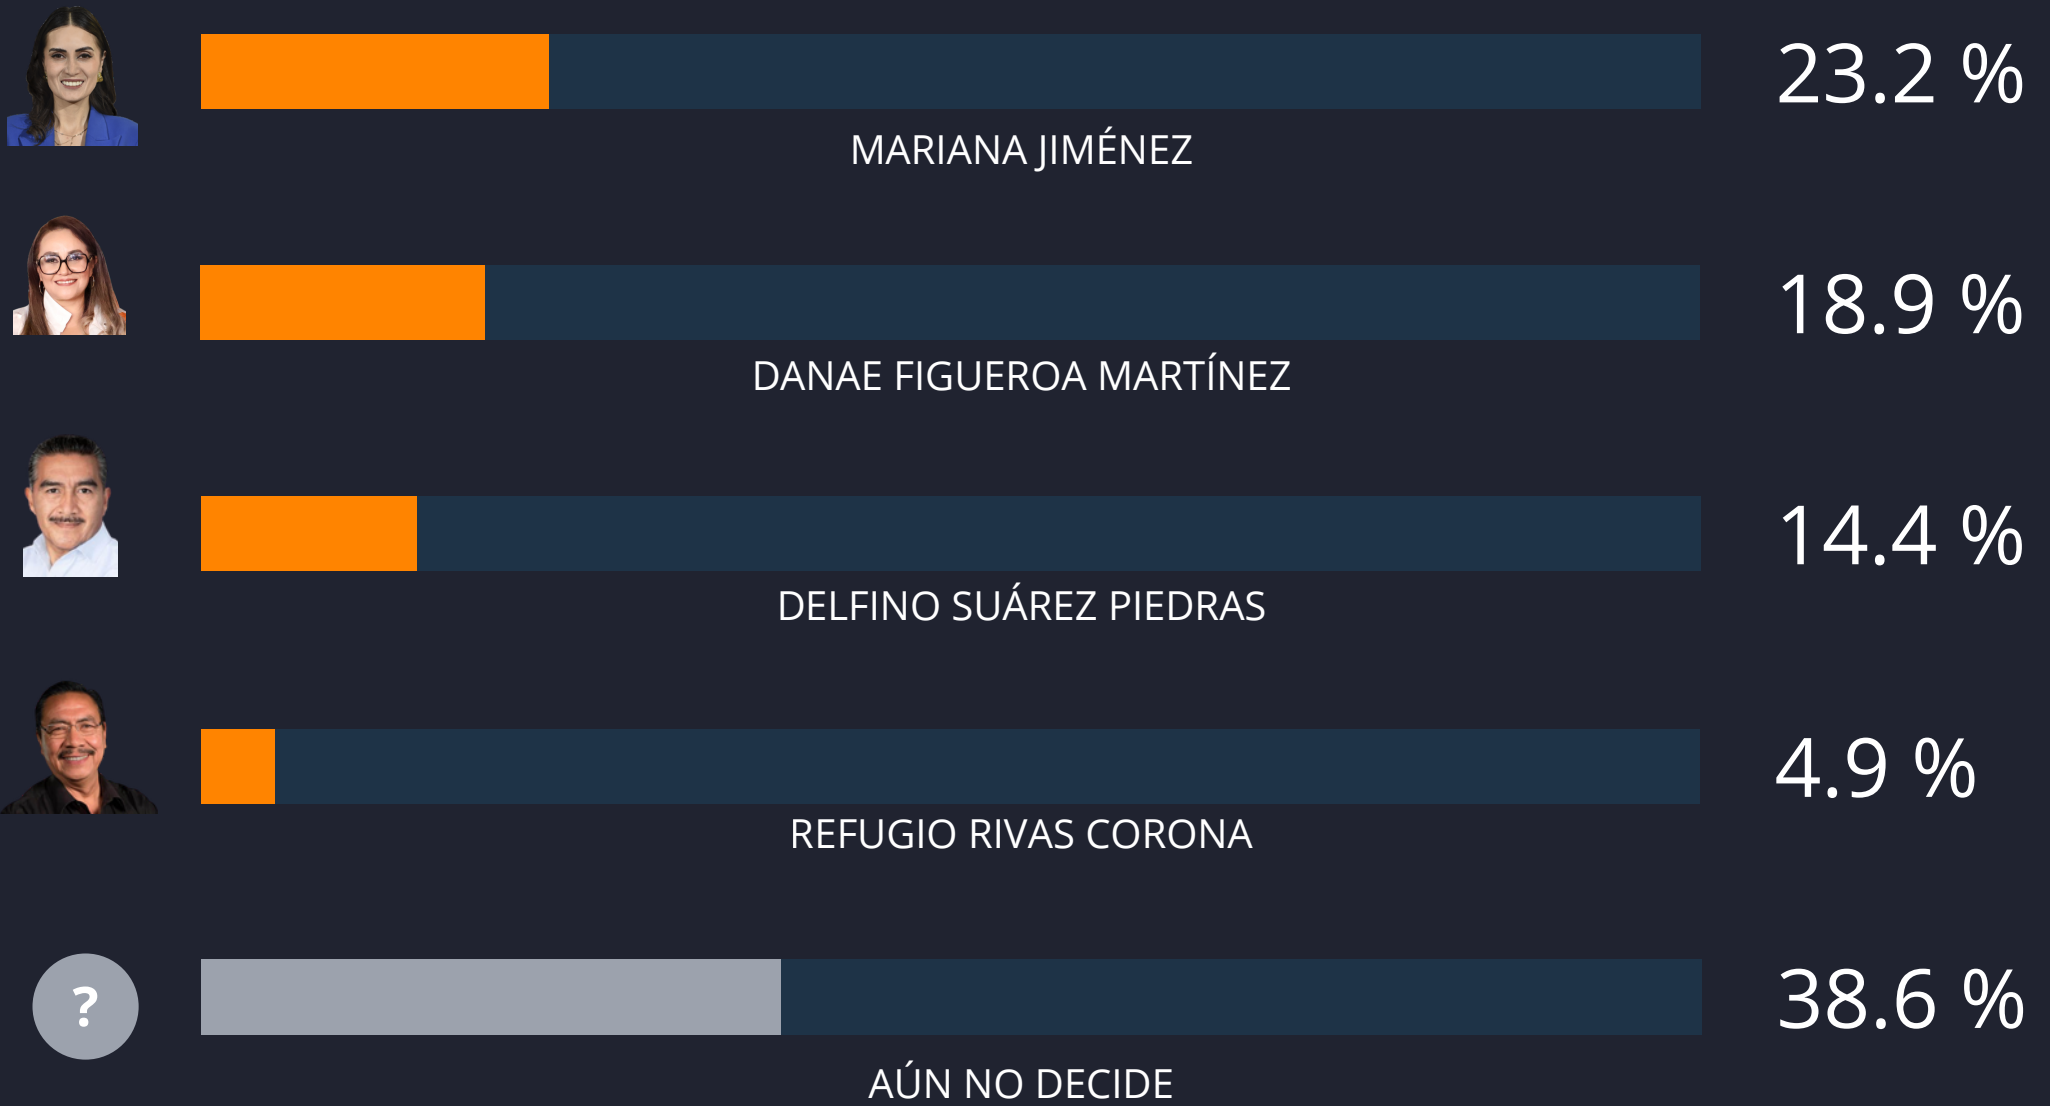 23.2 %
MARIANA JIMÉNEZ
18.9 %
DANAE FIGUEROA MARTÍNEZ
14.4 %
DELFINO SUÁREZ PIEDRAS
4.9 %
REFUGIO RIVAS CORONA
?
38.6 %
AÚN NO DECIDE